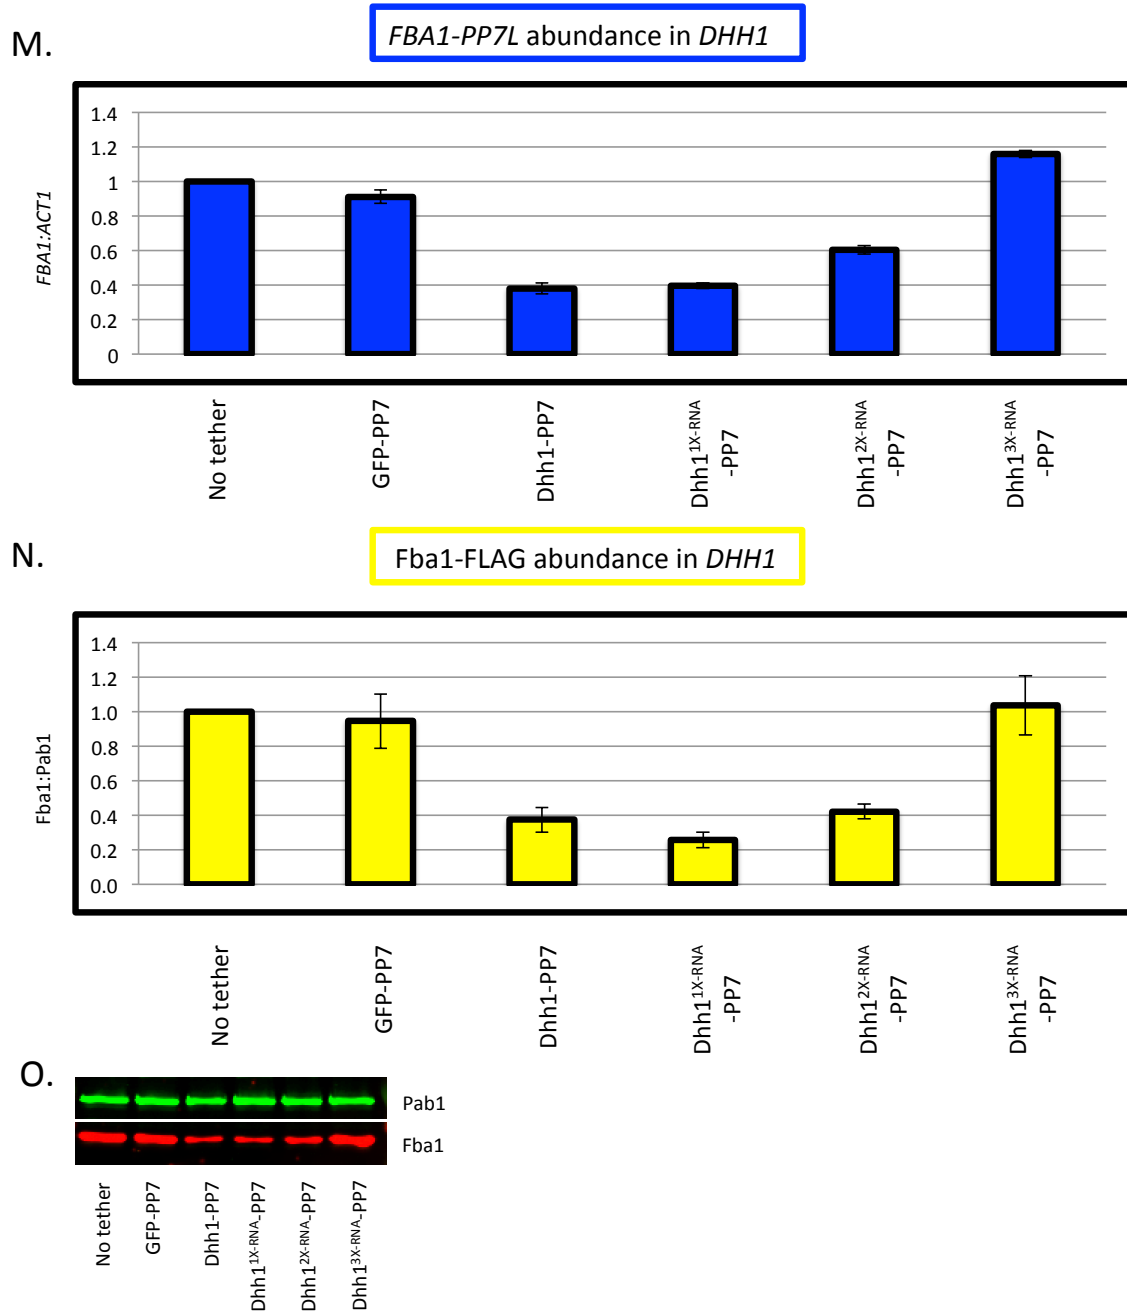 M.
FBA1-PP7L abundance in DHH1
FBA1:ACT1
1.4
1.2
1
0.8
0.6
0.4
0.2
0
No tether
GFP-PP7
Dhh1-PP7
Dhh1^1X-RNA
-PP7
Dhh1^2X-RNA
-PP7
Dhh1^3X-RNA
-PP7
N.
Fba1-FLAG abundance in DHH1
Fba1:Pab1
1.4
1.2
1.0
0.8
0.6
0.4
0.2
0.0
No tether
GFP-PP7
Dhh1-PP7
Dhh1^1X-RNA
-PP7
Dhh1^2X-RNA
-PP7
Dhh1^3X-RNA
-PP7
O.
Pab1
Fba1
No tether
GFP-PP7
Dhh1-PP7
Dhh1^1X-RNA-PP7
Dhh1^2X-RNA-PP7
Dhh1^3X-RNA-PP7